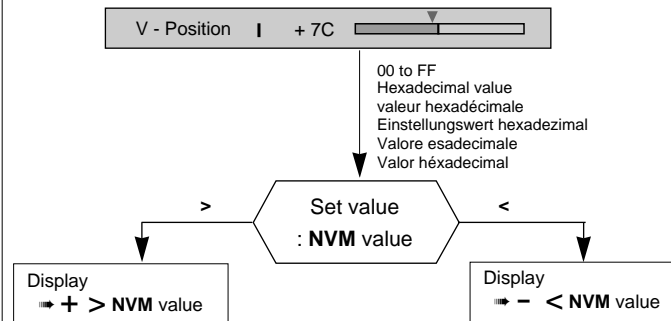 V - Position I + 7C
00 to FF
Hexadecimal value
valeur hexadécimale
Einstellungswert hexadezimal
Valore esadecimale
Valor héxadecimal
> Set value <
: NVM value
Display
➠ + > NVM value
Display
➠ − < NVM value